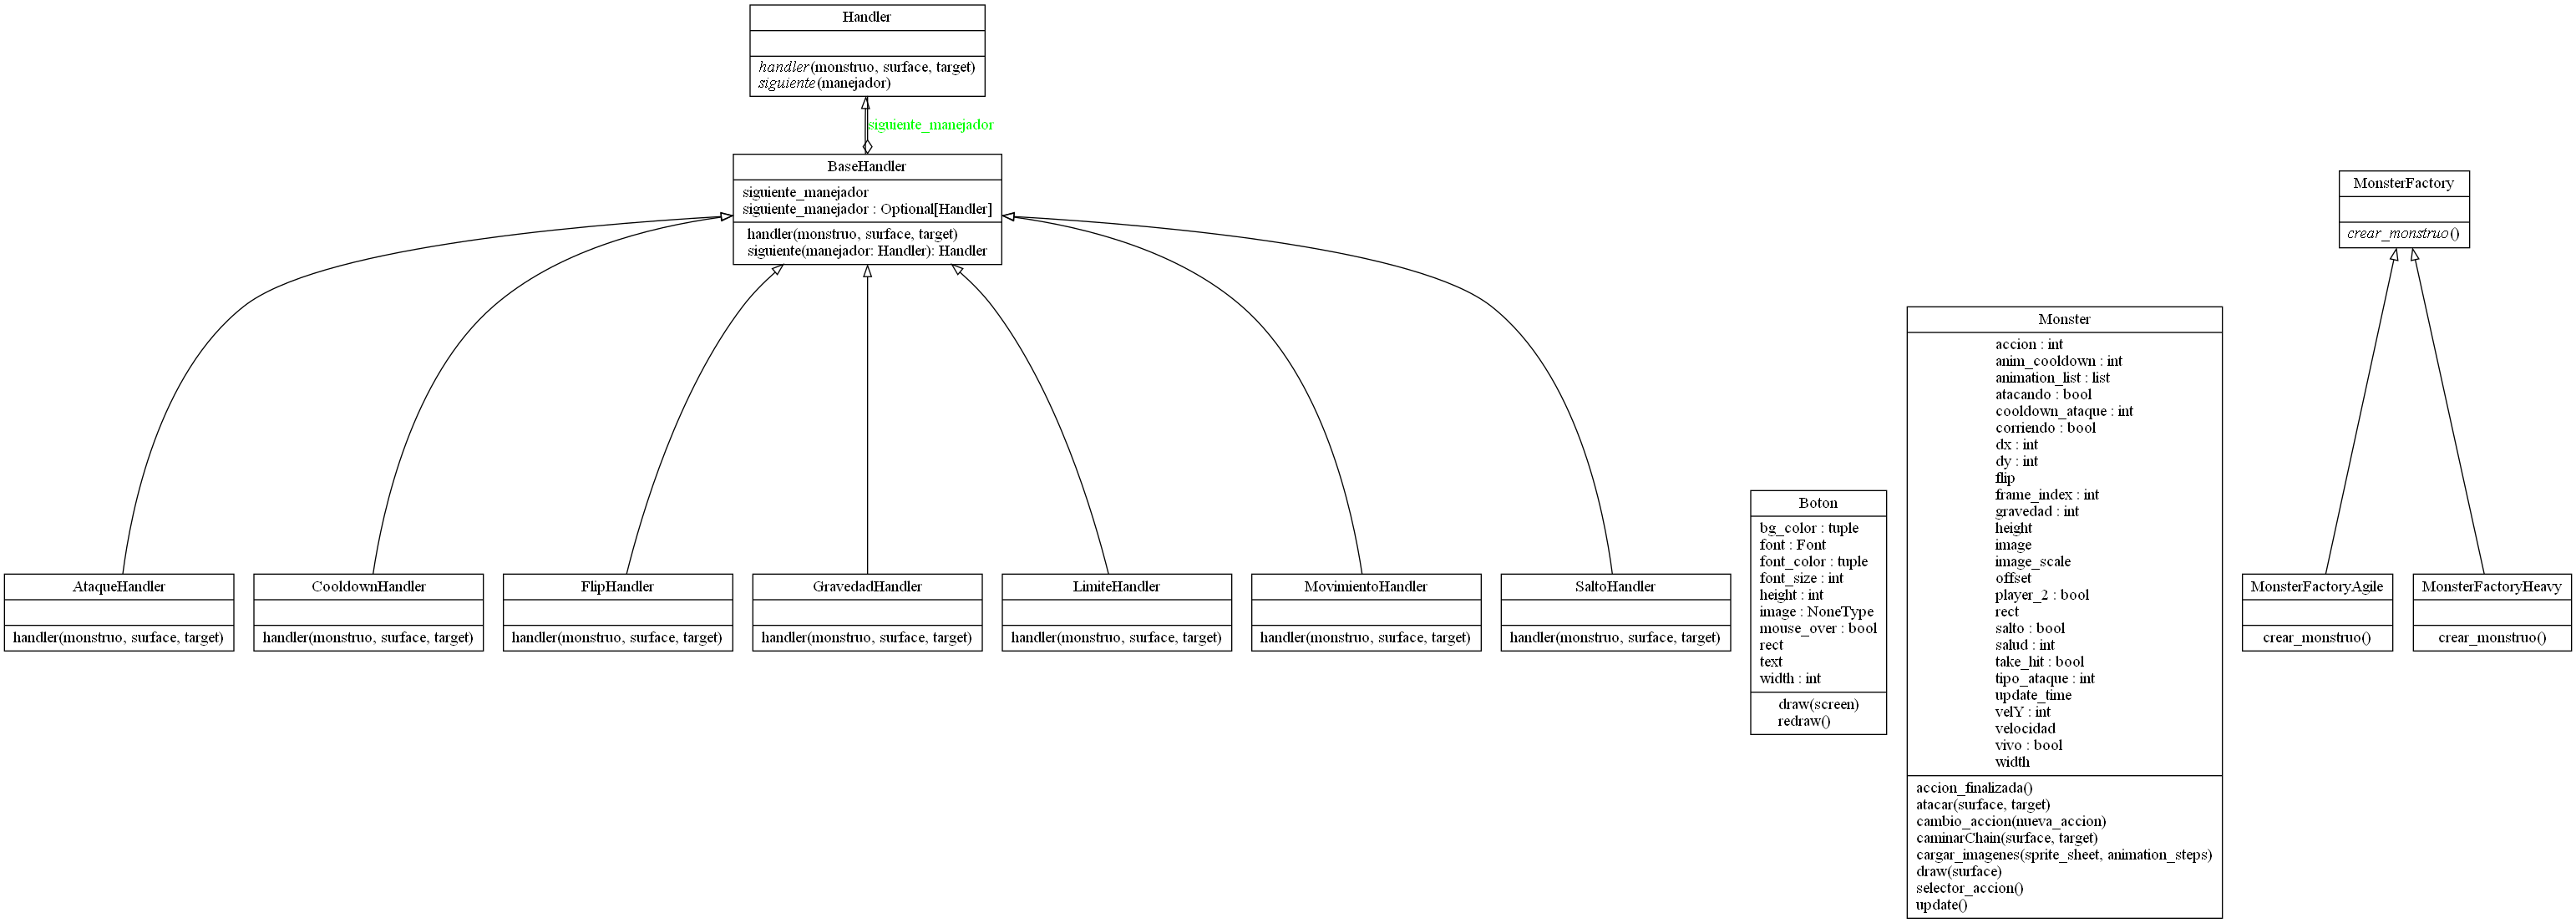 Handler
handler(monstruo, surface, target)
siguiente(manejador)
siguiente_manejador
BaseHandler
siguiente_manejador
siguiente_manejador : Optional[Handler]
handler(monstruo, surface, target)
siguiente(manejador: Handler): Handler
AtaqueHandler
handler(monstruo, surface, target)
CooldownHandler
handler(monstruo, surface, target)
FlipHandler
handler(monstruo, surface, target)
GravedadHandler
handler(monstruo, surface, target)
LimiteHandler
handler(monstruo, surface, target)
MovimientoHandler
handler(monstruo, surface, target)
SaltoHandler
handler(monstruo, surface, target)
Boton
bg_color : tuple
font : Font
font_color : tuple
font_size : int
height : int
image : NoneType
mouse_over : bool
rect
text
width : int
draw(screen)
redraw()
Monster
accion : int
anim_cooldown : int
animation_list : list
atacando : bool
cooldown_ataque : int
corriendo : bool
dx : int
dy : int
flip
frame_index : int
gravedad : int
height
image
image_scale
offset
player_2 : bool
rect
salto : bool
salud : int
take_hit : bool
tipo_ataque : int
update_time
velY : int
velocidad
vivo : bool
width
accion_finalizada()
atacar(surface, target)
cambio_accion(nueva_accion)
caminarChain(surface, target)
cargar_imagenes(sprite_sheet, animation_steps)
draw(surface)
selector_accion()
update()
MonsterFactory
crear_monstruo()
MonsterFactoryAgile
crear_monstruo()
MonsterFactoryHeavy
crear_monstruo()